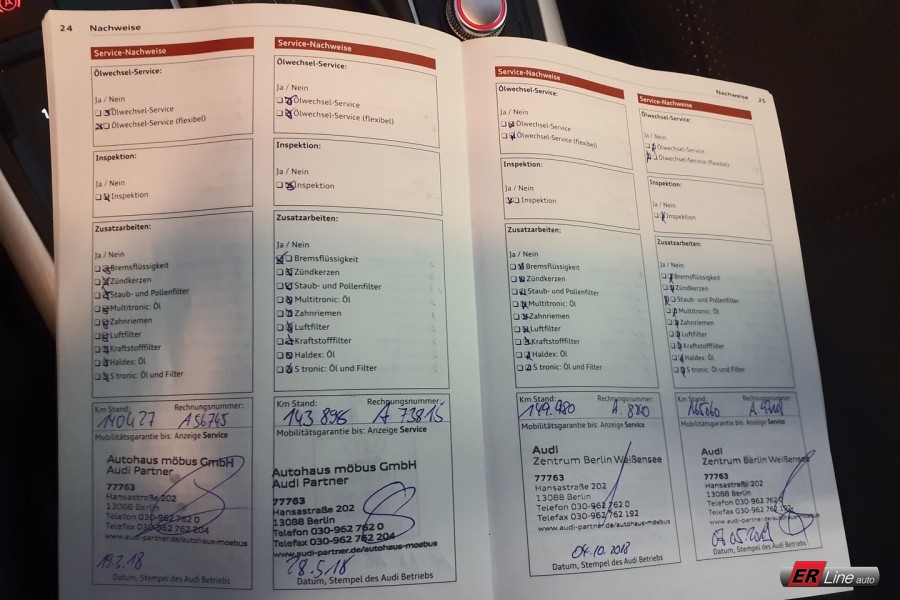 24 Nachweise
Service-Nachweise
Ölwechsel-Service:
Ja / Nein
Ölwechsel-Service
Ölwechsel-Service (flexibel)
Inspektion:
Ja / Nein
Inspektion
Zusatzarbeiten:
Ja / Nein
Bremsflüssigkeit
Zündkerzen
Staub- und Pollenfilter
Multitronic: Öl
Zahnriemen
Luftfilter
Kraftstofffilter
Haldex: Öl
S tronic: Öl und Filter
Km Stand: Rechnungsnummer:
140427 A56745
Mobilitätsgarantie bis: Anzeige Service
Autohaus möbus GmbH
Audi Partner
77763
Hansastraße 202
13088 Berlin
Telefon 030-962 762 0
Telefax 030-962 762 204
www.audi-partner.de/autohaus-moebus
19.3.18
Datum, Stempel des Audi Betriebs
Service-Nachweise
Ölwechsel-Service:
Ja / Nein
Ölwechsel-Service
Ölwechsel-Service (flexibel)
Inspektion:
Ja / Nein
Inspektion
Zusatzarbeiten:
Ja / Nein
Bremsflüssigkeit
Zündkerzen
Staub- und Pollenfilter
Multitronic: Öl
Zahnriemen
Luftfilter
Kraftstofffilter
Haldex: Öl
S tronic: Öl und Filter
Km Stand: Rechnungsnummer:
143.896 A 73815
Mobilitätsgarantie bis: Anzeige Service
Autohaus möbus GmbH
Audi Partner
77763
Hansastraße 202
13088 Berlin
Telefon 030-962 762 0
Telefax 030-962 762 204
www.audi-partner.de/autohaus-moebus
28.5.18
Datum, Stempel des Audi Betriebs
Nachweise 25
Service-Nachweise
Ölwechsel-Service:
Ja / Nein
Ölwechsel-Service
Ölwechsel-Service (flexibel)
Inspektion:
Ja / Nein
Inspektion
Zusatzarbeiten:
Ja / Nein
Bremsflüssigkeit
Zündkerzen
Staub- und Pollenfilter
Multitronic: Öl
Zahnriemen
Luftfilter
Kraftstofffilter
Haldex: Öl
S tronic: Öl und Filter
Km Stand: Rechnungsnummer:
149.980
Mobilitätsgarantie bis: Anzeige Service
Audi
Zentrum Berlin Weißensee
77763
Hansastraße 202
13088 Berlin
Telefon 030-962 762 0
Telefax 030-962 762 192
www.audi-partner.de/autohaus-moebus
04.10.2018
Datum, Stempel des Audi Betriebs
Service-Nachweise
Ölwechsel-Service:
Ja / Nein
Ölwechsel-Service
Ölwechsel-Service (flexibel)
Inspektion:
Ja / Nein
Inspektion
Zusatzarbeiten:
Ja / Nein
Bremsflüssigkeit
Zündkerzen
Staub- und Pollenfilter
Multitronic: Öl
Zahnriemen
Luftfilter
Kraftstofffilter
Haldex: Öl
S tronic: Öl und Filter
Km Stand: Rechnungsnummer:
Mobilitätsgarantie bis: Anzeige Service
Audi
Zentrum Berlin Weißensee
77763
Hansastraße 202
13088 Berlin
Telefon 030-962 762 0
Telefax 030-962 762 192
www.audi-partner.de/autohaus-moebus
Datum, Stempel des Audi Betriebs
ER Line auto